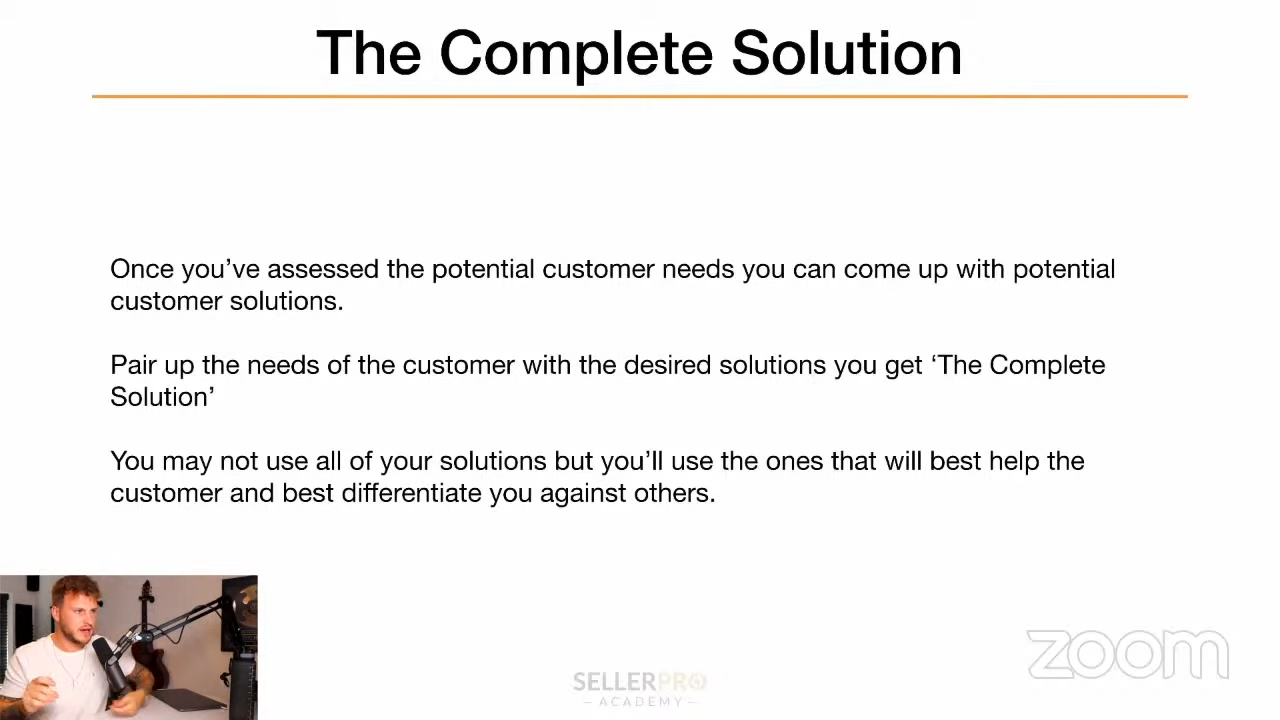 The Complete Solution
Once you’ve assessed the potential customer needs you can come up with potential
customer solutions.
Pair up the needs of the customer with the desired solutions you get ‘The Complete
Solution’
You may not use all of your solutions but you’ll use the ones that will best help the
customer and best differentiate you against others.
zoom
SELLERPRO
ACADEMY